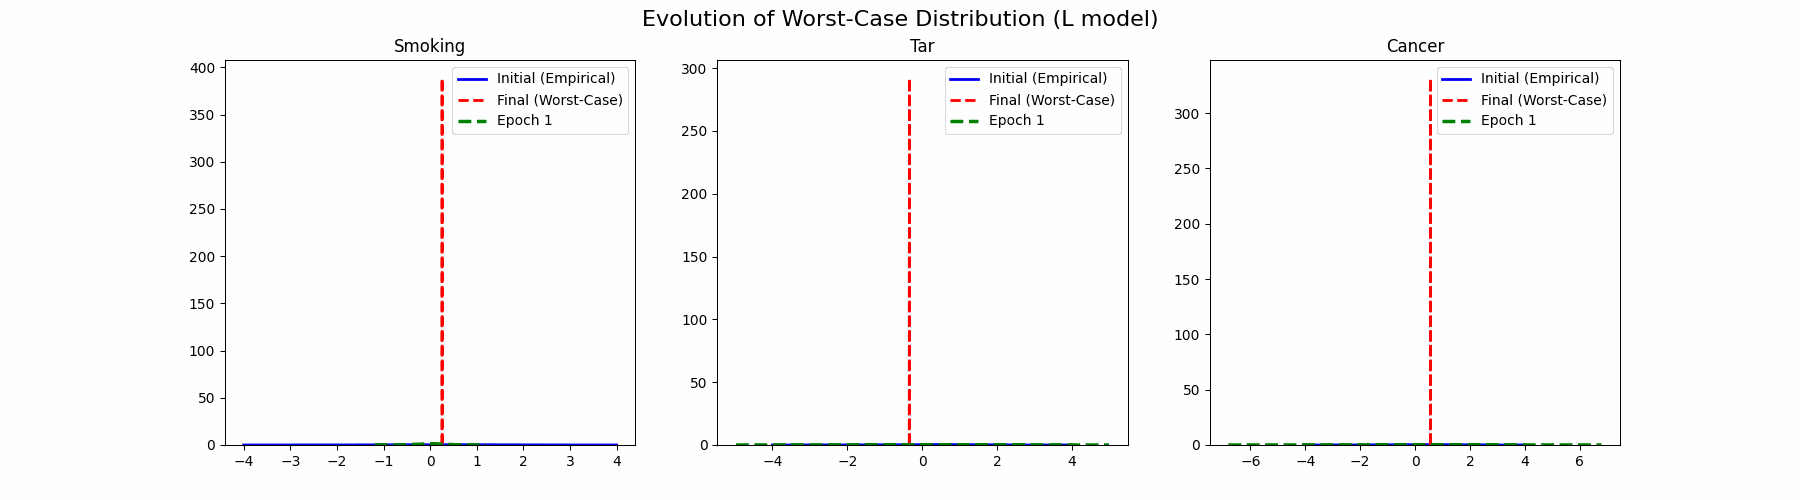 Evolution of Worst-Case Distribution (L model)
Smoking
400
350
300
250
200
150
100
50
0
−4 −3 −2 −1 0 1 2 3 4
Initial (Empirical)
Final (Worst-Case)
Epoch 1
Tar
300
250
200
150
100
50
0
−4 −2 0 2 4
Initial (Empirical)
Final (Worst-Case)
Epoch 1
Cancer
300
250
200
150
100
50
0
−6 −4 −2 0 2 4 6
Initial (Empirical)
Final (Worst-Case)
Epoch 1